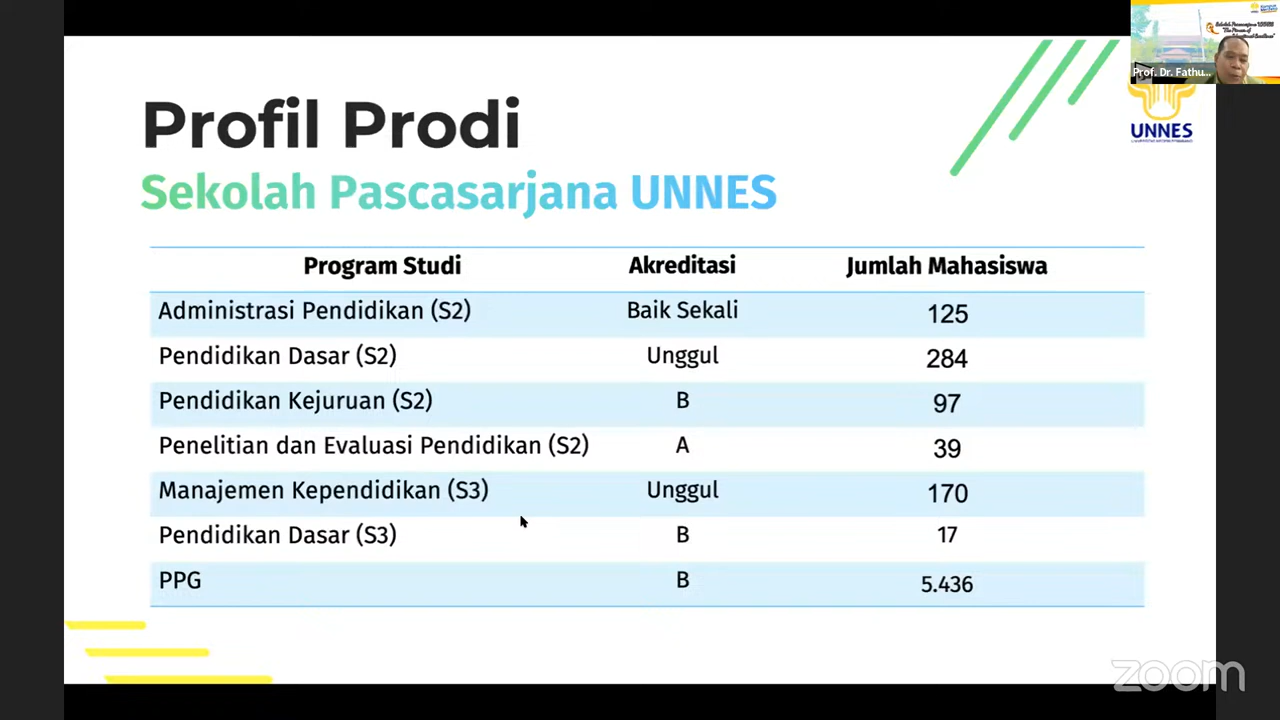 Profil Prodi
Sekolah Pascasarjana UNNES
Program Studi Akreditasi Jumlah Mahasiswa
Administrasi Pendidikan (S2) Baik Sekali 125
Pendidikan Dasar (S2) Unggul 284
Pendidikan Kejuruan (S2) B 97
Penelitian dan Evaluasi Pendidikan (S2) A 39
Manajemen Kependidikan (S3) Unggul 170
Pendidikan Dasar (S3) B 17
PPG B 5.436
Prof. Dr. Fathu...
UNNES
zoom